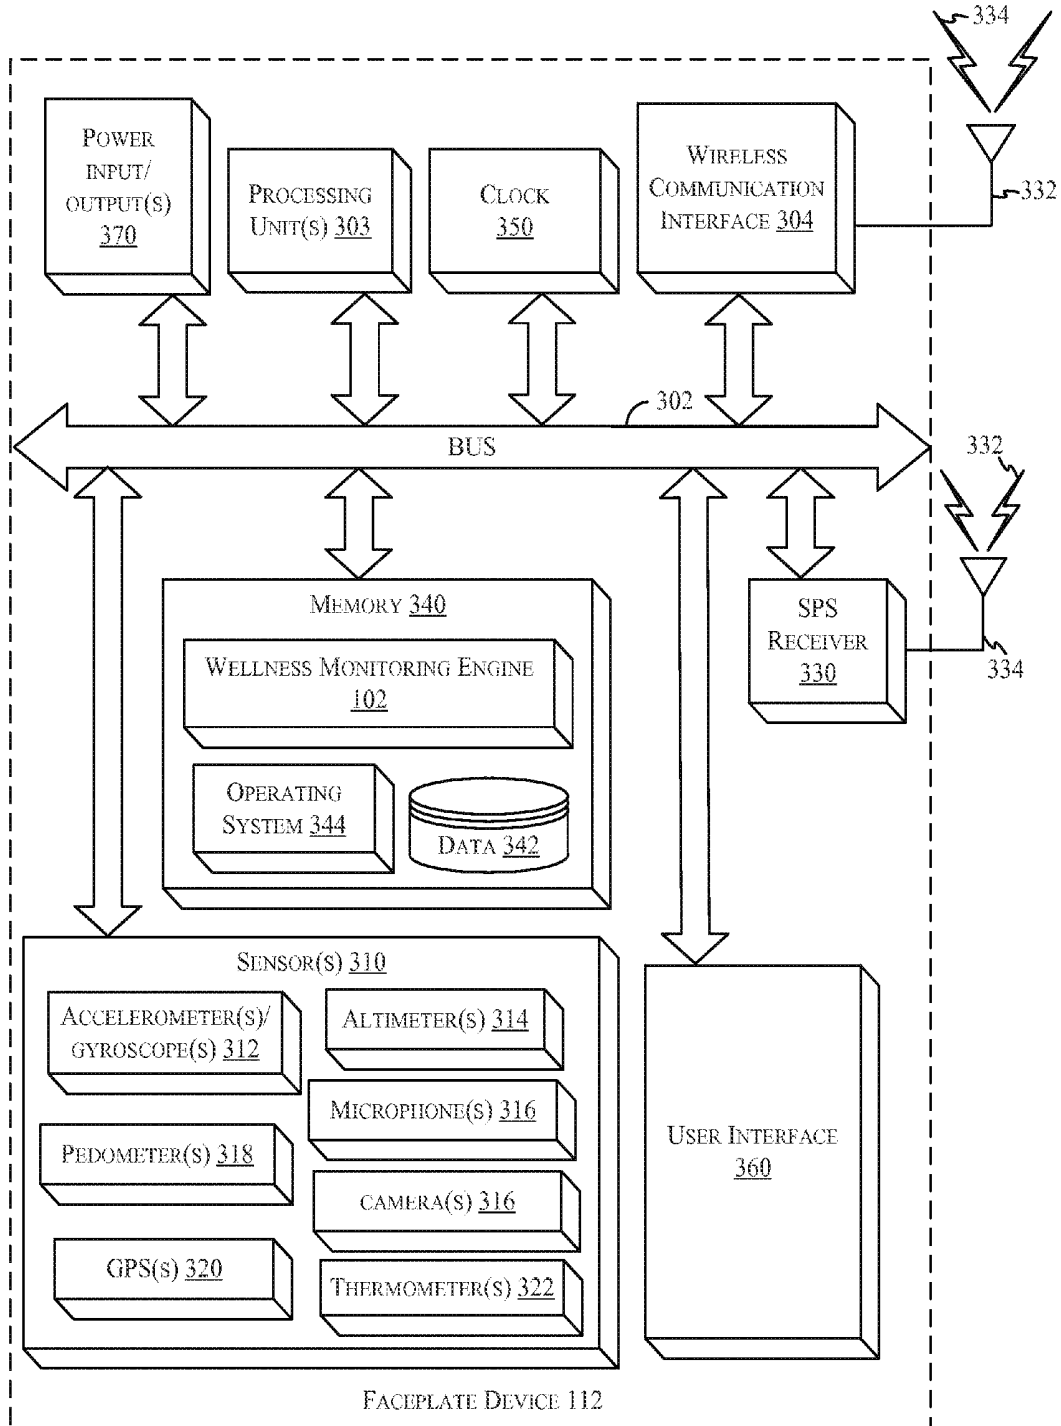 334
POWER
INPUT/
OUTPUT(S)
370
PROCESSING
UNIT(S) 303
CLOCK
350
WIRELESS
COMMUNICATION
INTERFACE 304
332
302
BUS
332
MEMORY 340
WELLNESS MONITORING ENGINE
102
OPERATING
SYSTEM 344
DATA 342
SPS
RECEIVER
330
334
SENSOR(S) 310
ACCELEROMETER(S)/
GYROSCOPE(S) 312
ALTIMETER(S) 314
MICROPHONE(S) 316
PEDOMETER(S) 318
CAMERA(S) 316
GPS(S) 320
THERMOMETER(S) 322
USER INTERFACE
360
FACEPLATE DEVICE 112